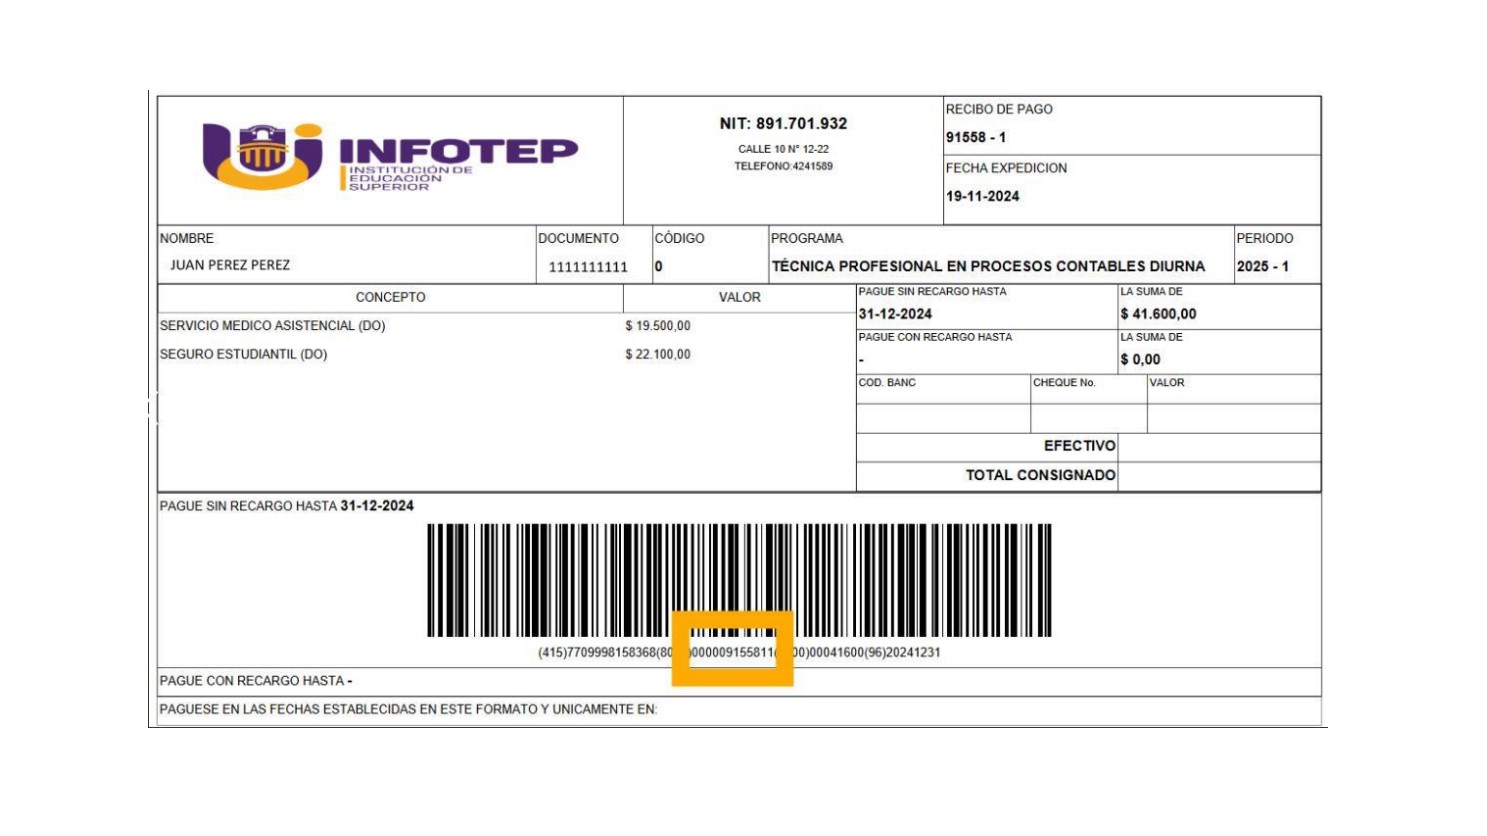 INFOTEP
INSTITUCIÓN DE
EDUCACIÓN
SUPERIOR
NIT: 891.701.932
CALLE 10 N° 12-22
TELEFONO:4241589
RECIBO DE PAGO
91558 - 1
FECHA EXPEDICION
19-11-2024
NOMBRE
JUAN PEREZ PEREZ
DOCUMENTO
1111111111
CÓDIGO
0
PROGRAMA
TÉCNICA PROFESIONAL EN PROCESOS CONTABLES DIURNA
PERIODO
2025 - 1
CONCEPTO VALOR
SERVICIO MEDICO ASISTENCIAL (DO) $ 19.500,00
SEGURO ESTUDIANTIL (DO) $ 22.100,00
PAGUE SIN RECARGO HASTA
31-12-2024
LA SUMA DE
$ 41.600,00
PAGUE CON RECARGO HASTA
-
LA SUMA DE
$ 0,00
COD. BANC CHEQUE No. VALOR
EFECTIVO
TOTAL CONSIGNADO
PAGUE SIN RECARGO HASTA 31-12-2024
(415)7709998158368(80 )000009155811( 00)00041600(96)20241231
PAGUE CON RECARGO HASTA -
PAGUESE EN LAS FECHAS ESTABLECIDAS EN ESTE FORMATO Y UNICAMENTE EN: